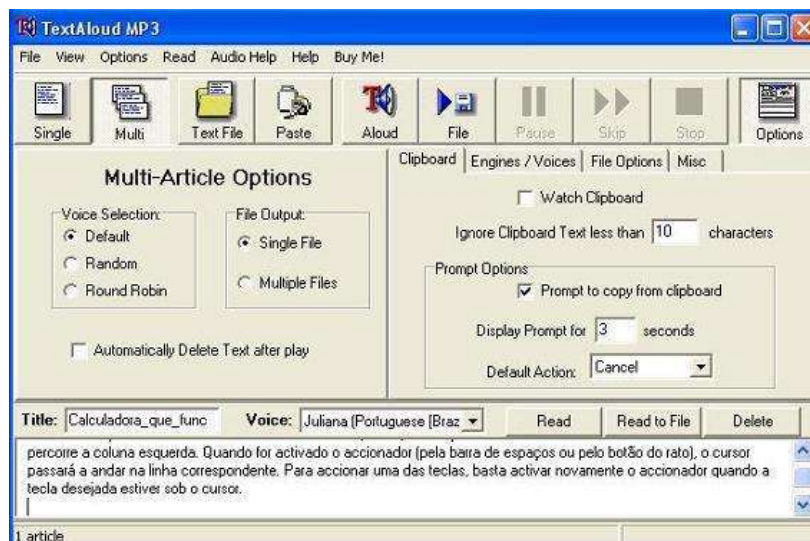 TextAloud MP3
File View Options Read Audio Help Help Buy Me!
Single Multi Text File Paste Aloud File Pause Skip Stop Options
Clipboard Engines / Voices File Options Misc
Multi-Article Options
Voice Selection:
Default
Random
Round Robin
File Output:
Single File
Multiple Files
Automatically Delete Text after play
Watch Clipboard
Ignore Clipboard Text less than 10 characters
Prompt Options
Prompt to copy from clipboard
Display Prompt for 3 seconds
Default Action: Cancel
Title: Calculadora_que_func Voice: Juliana (Portuguese [Braz Read Read to File Delete
percorre a coluna esquerda. Quando for activado o accionador (pela barra de espaços ou pelo botão do rato), o cursor
passará a andar na linha correspondente. Para accionar uma das teclas, basta activar novamente o accionador quando a
tecla desejada estiver sob o cursor.
1 article